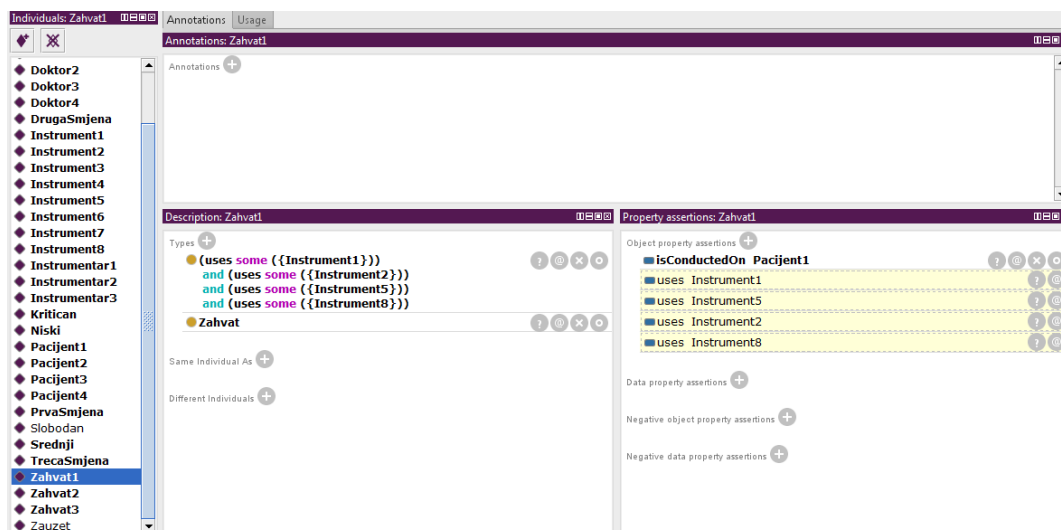 Individuals: Zahvat1
Doktor2
Doktor3
Doktor4
DrugaSmjena
Instrument1
Instrument2
Instrument3
Instrument4
Instrument5
Instrument6
Instrument7
Instrument8
Instrumentar1
Instrumentar2
Instrumentar3
Kritican
Niski
Pacijent1
Pacijent2
Pacijent3
Pacijent4
PrvaSmjena
Slobodan
Srednji
TrecaSmjena
Zahvat1
Zahvat2
Zahvat3
Zauzet
Annotations Usage
Annotations: Zahvat1
Annotations
Description: Zahvat1
Types
(uses some ({Instrument1}))
and (uses some ({Instrument2}))
and (uses some ({Instrument5}))
and (uses some ({Instrument8}))
Zahvat
Same Individual As
Different Individuals
Property assertions: Zahvat1
Object property assertions
isConductedOn Pacijent1
uses Instrument1
uses Instrument5
uses Instrument2
uses Instrument8
Data property assertions
Negative object property assertions
Negative data property assertions